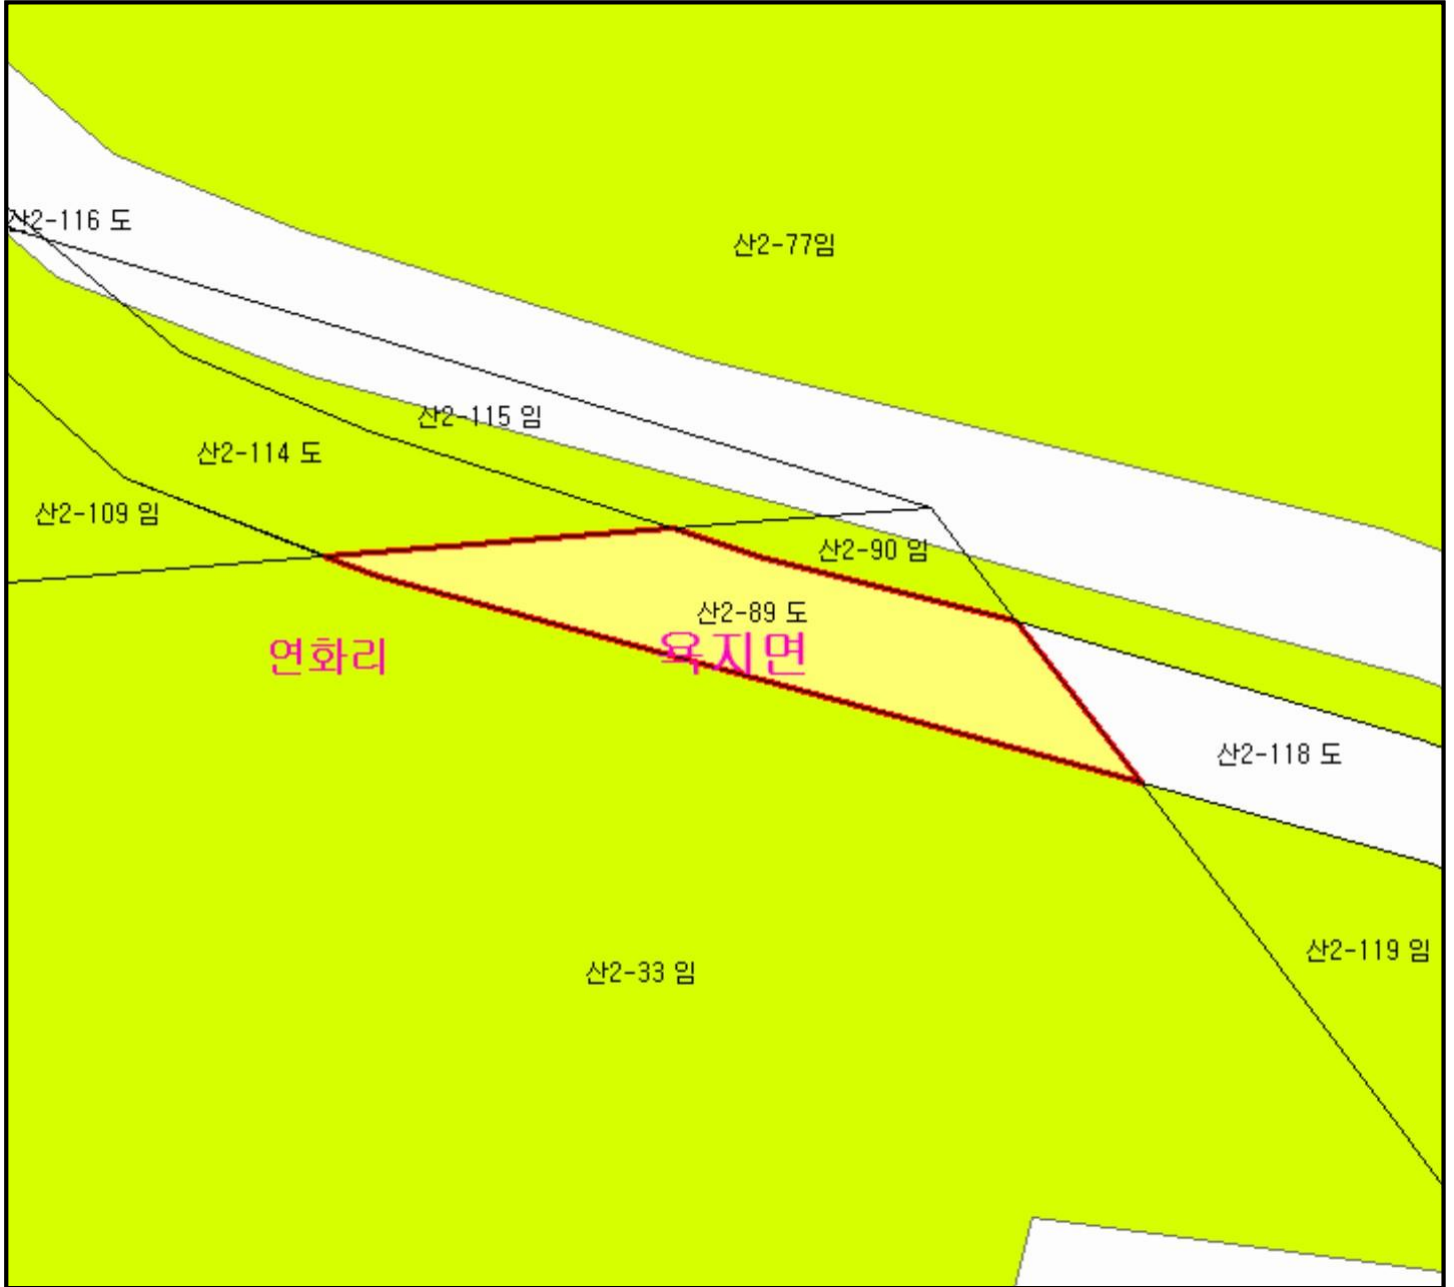 산2-116 도
산2-77임
산2-115 임
산2-114 도
산2-109 임
산2-90 임
산2-89 도
연화리
욕지면
산2-118 도
산2-119 임
산2-33 임